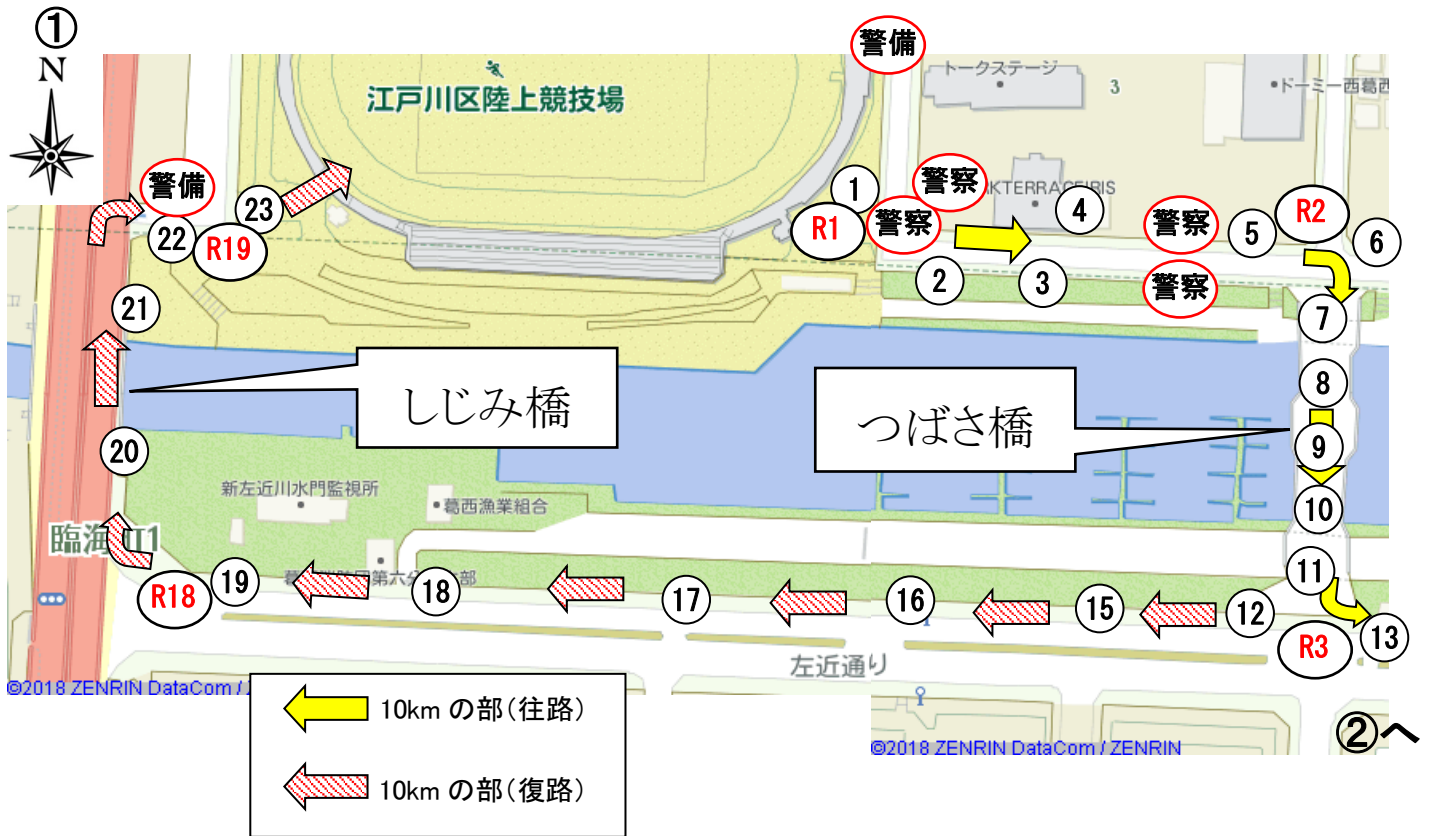 ①
N
警備
トークステージ
3
ドーミー西葛西
江戸川区陸上競技場
警備
23
22
R19
1
R1
警察
警察
RKTERRACEIRIS
4
2
3
警察
警察
5
R2
6
7
21
しじみ橋
つばさ橋
8
9
10
20
新左近川水門監視所
葛西漁業組合
臨海町1
R18
19
18
17
16
15
12
11
13
R3
左近通り
©2018 ZENRIN DataCom / Z
10kmの部(往路)
10kmの部(復路)
©2018 ZENRIN DataCom / ZENRIN
②へ